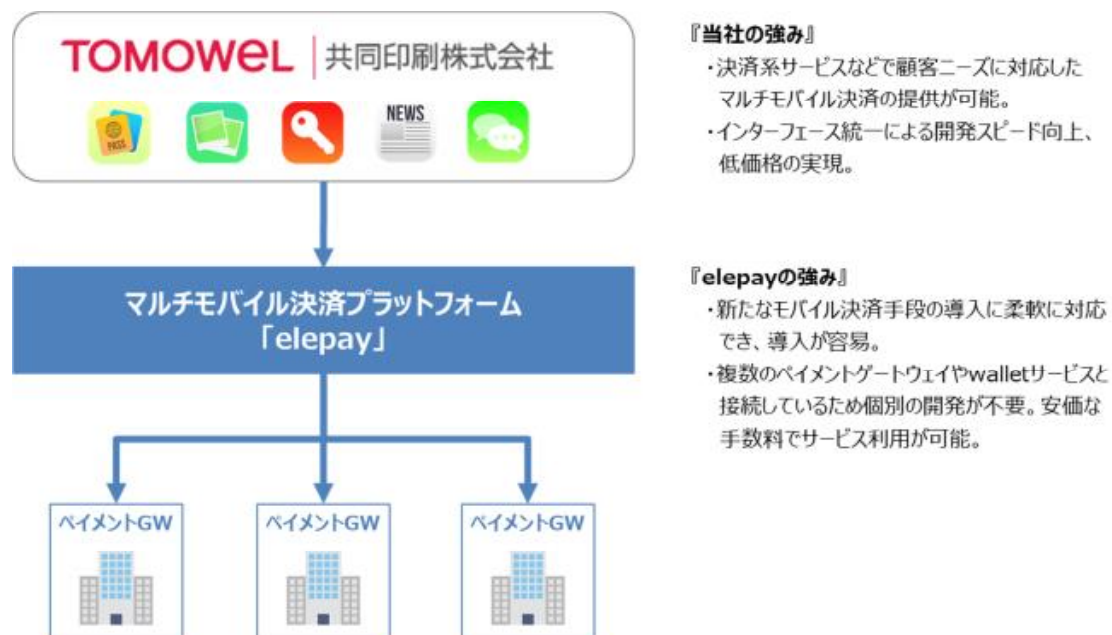 TOMOWEL 共同印刷株式会社
PASS
NEWS
マルチモバイル決済プラットフォーム
「elepay」
ペイメントGW
ペイメントGW
ペイメントGW
『当社の強み』
・決済系サービスなどで顧客ニーズに対応した
マルチモバイル決済の提供が可能。
・インターフェース統一による開発スピード向上、
低価格の実現。
『elepayの強み』
・新たなモバイル決済手段の導入に柔軟に対応
でき、導入が容易。
・複数のペイメントゲートウェイやwalletサービスと
接続しているため個別の開発が不要。安価な
手数料でサービス利用が可能。